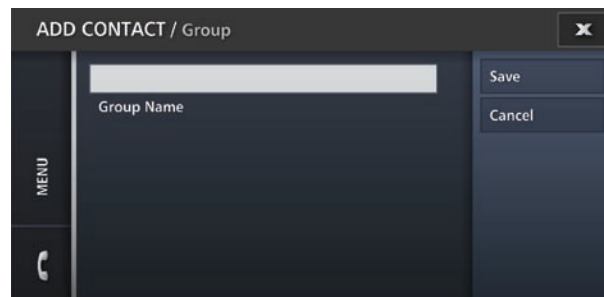 ADD CONTACT / Group
Save
Group Name
Cancel
MENU